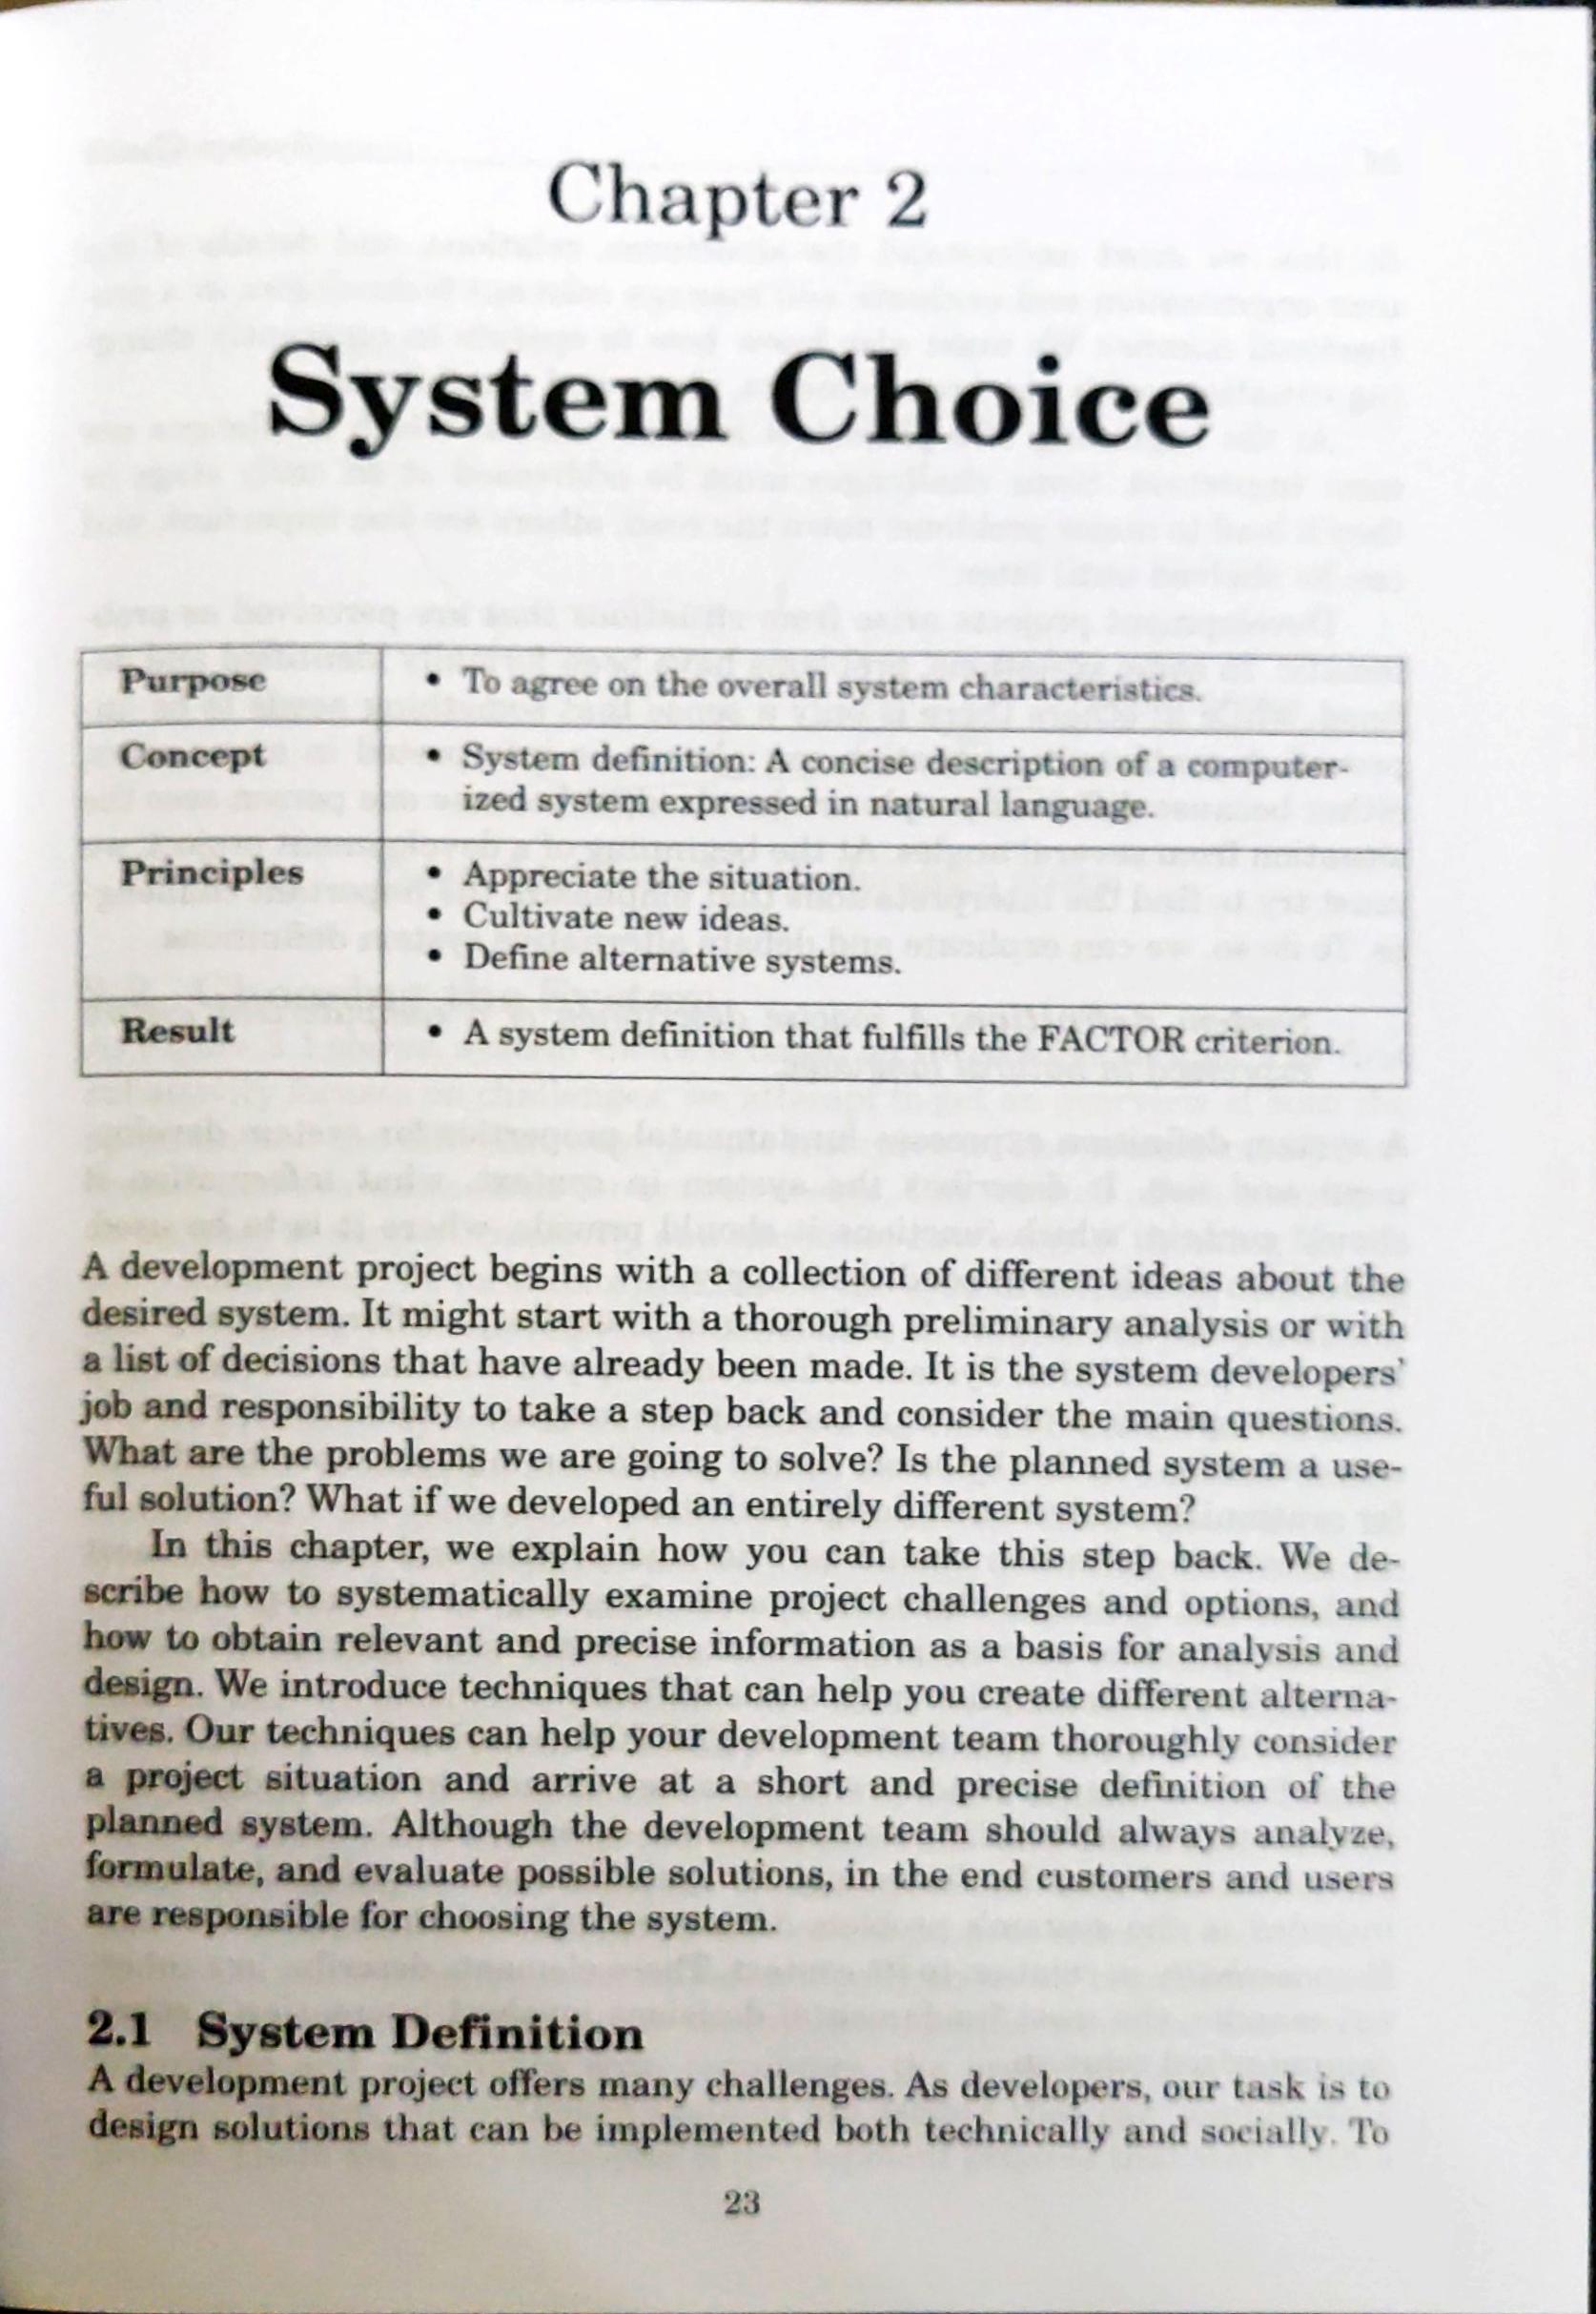 Chapter 2
System Choice
Purpose
• To agree on the overall system characteristics.
Concept
• System definition: A concise description of a computer-
ized system expressed in natural language.
Principles
• Appreciate the situation.
• Cultivate new ideas.
• Define alternative systems.
Result
• A system definition that fulfills the FACTOR criterion.
A development project begins with a collection of different ideas about the
desired system. It might start with a thorough preliminary analysis or with
a list of decisions that have already been made. It is the system developers'
job and responsibility to take a step back and consider the main questions.
What are the problems we are going to solve? Is the planned system a use-
ful solution? What if we developed an entirely different system?
In this chapter, we explain how you can take this step back. We de-
scribe how to systematically examine project challenges and options, and
how to obtain relevant and precise information as a basis for analysis and
design. We introduce techniques that can help you create different alterna-
tives. Our techniques can help your development team thoroughly consider
a project situation and arrive at a short and precise definition of the
planned system. Although the development team should always analyze,
formulate, and evaluate possible solutions, in the end customers and users
are responsible for choosing the system.
2.1 System Definition
A development project offers many challenges. As developers, our task is to
design solutions that can be implemented both technically and socially. To
23